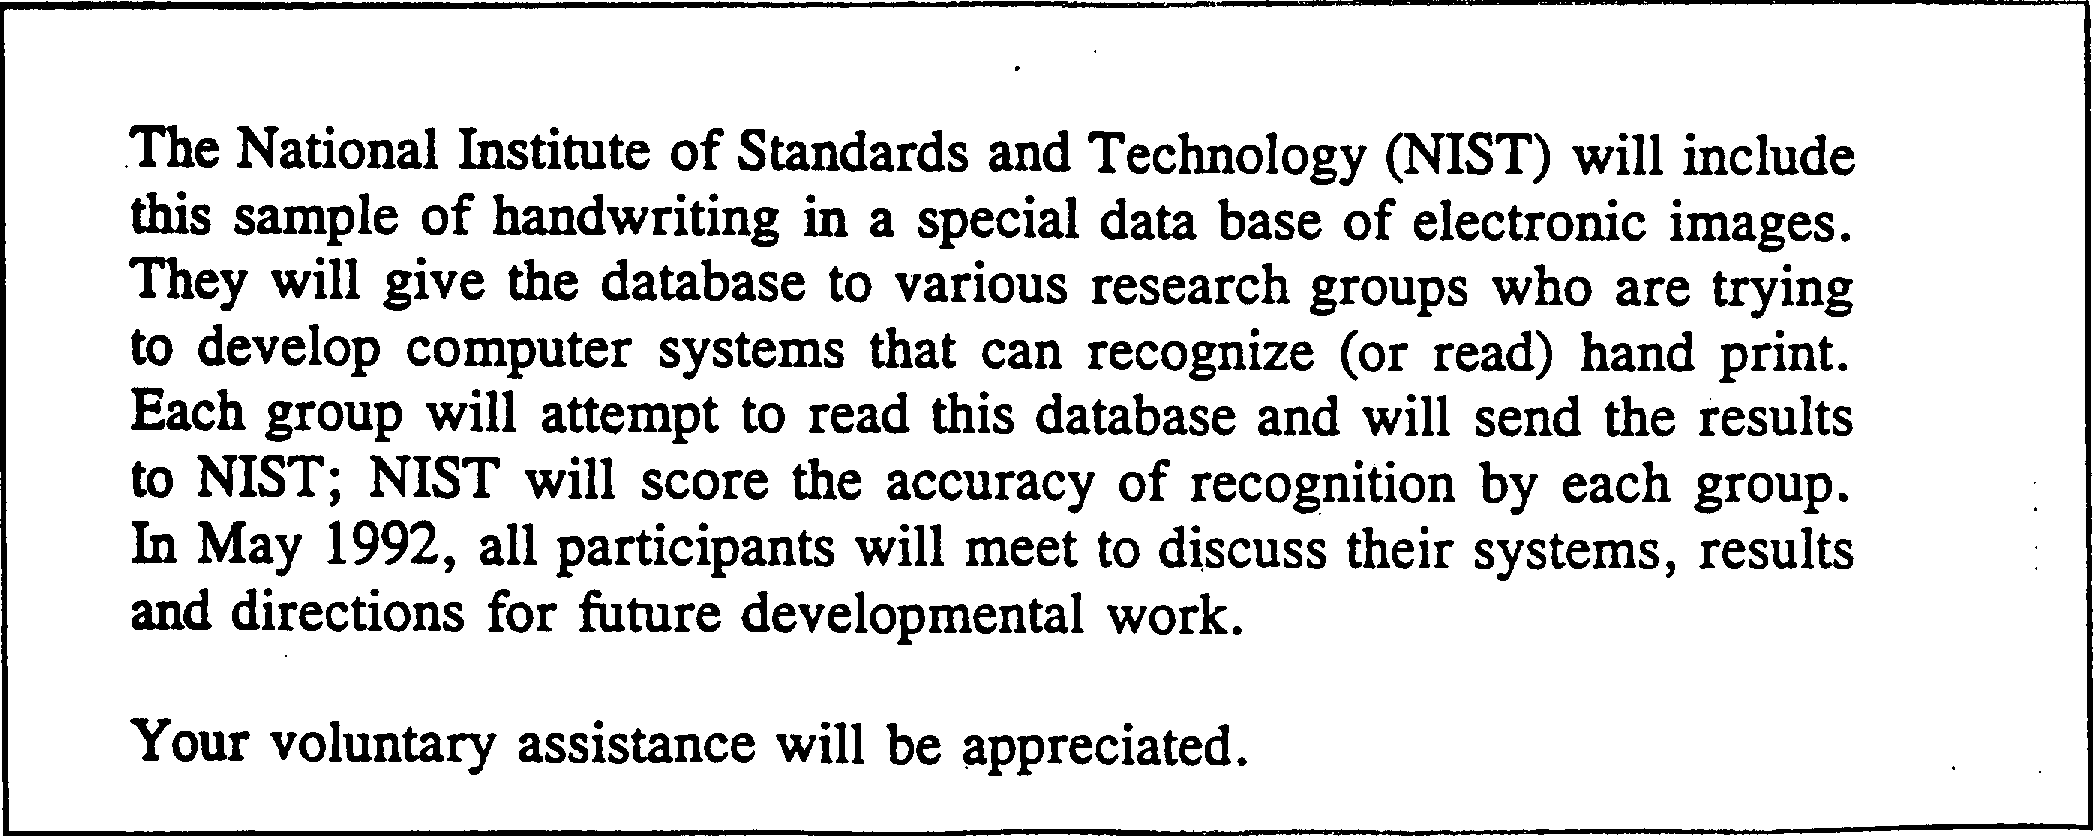 The National Institute of Standards and Technology (NIST) will include
this sample of handwriting in a special data base of electronic images.
They will give the database to various research groups who are trying
to develop computer systems that can recognize (or read) hand print.
Each group will attempt to read this database and will send the results
to NIST; NIST will score the accuracy of recognition by each group.
In May 1992, all participants will meet to discuss their systems, results
and directions for future developmental work.
Your voluntary assistance will be appreciated.